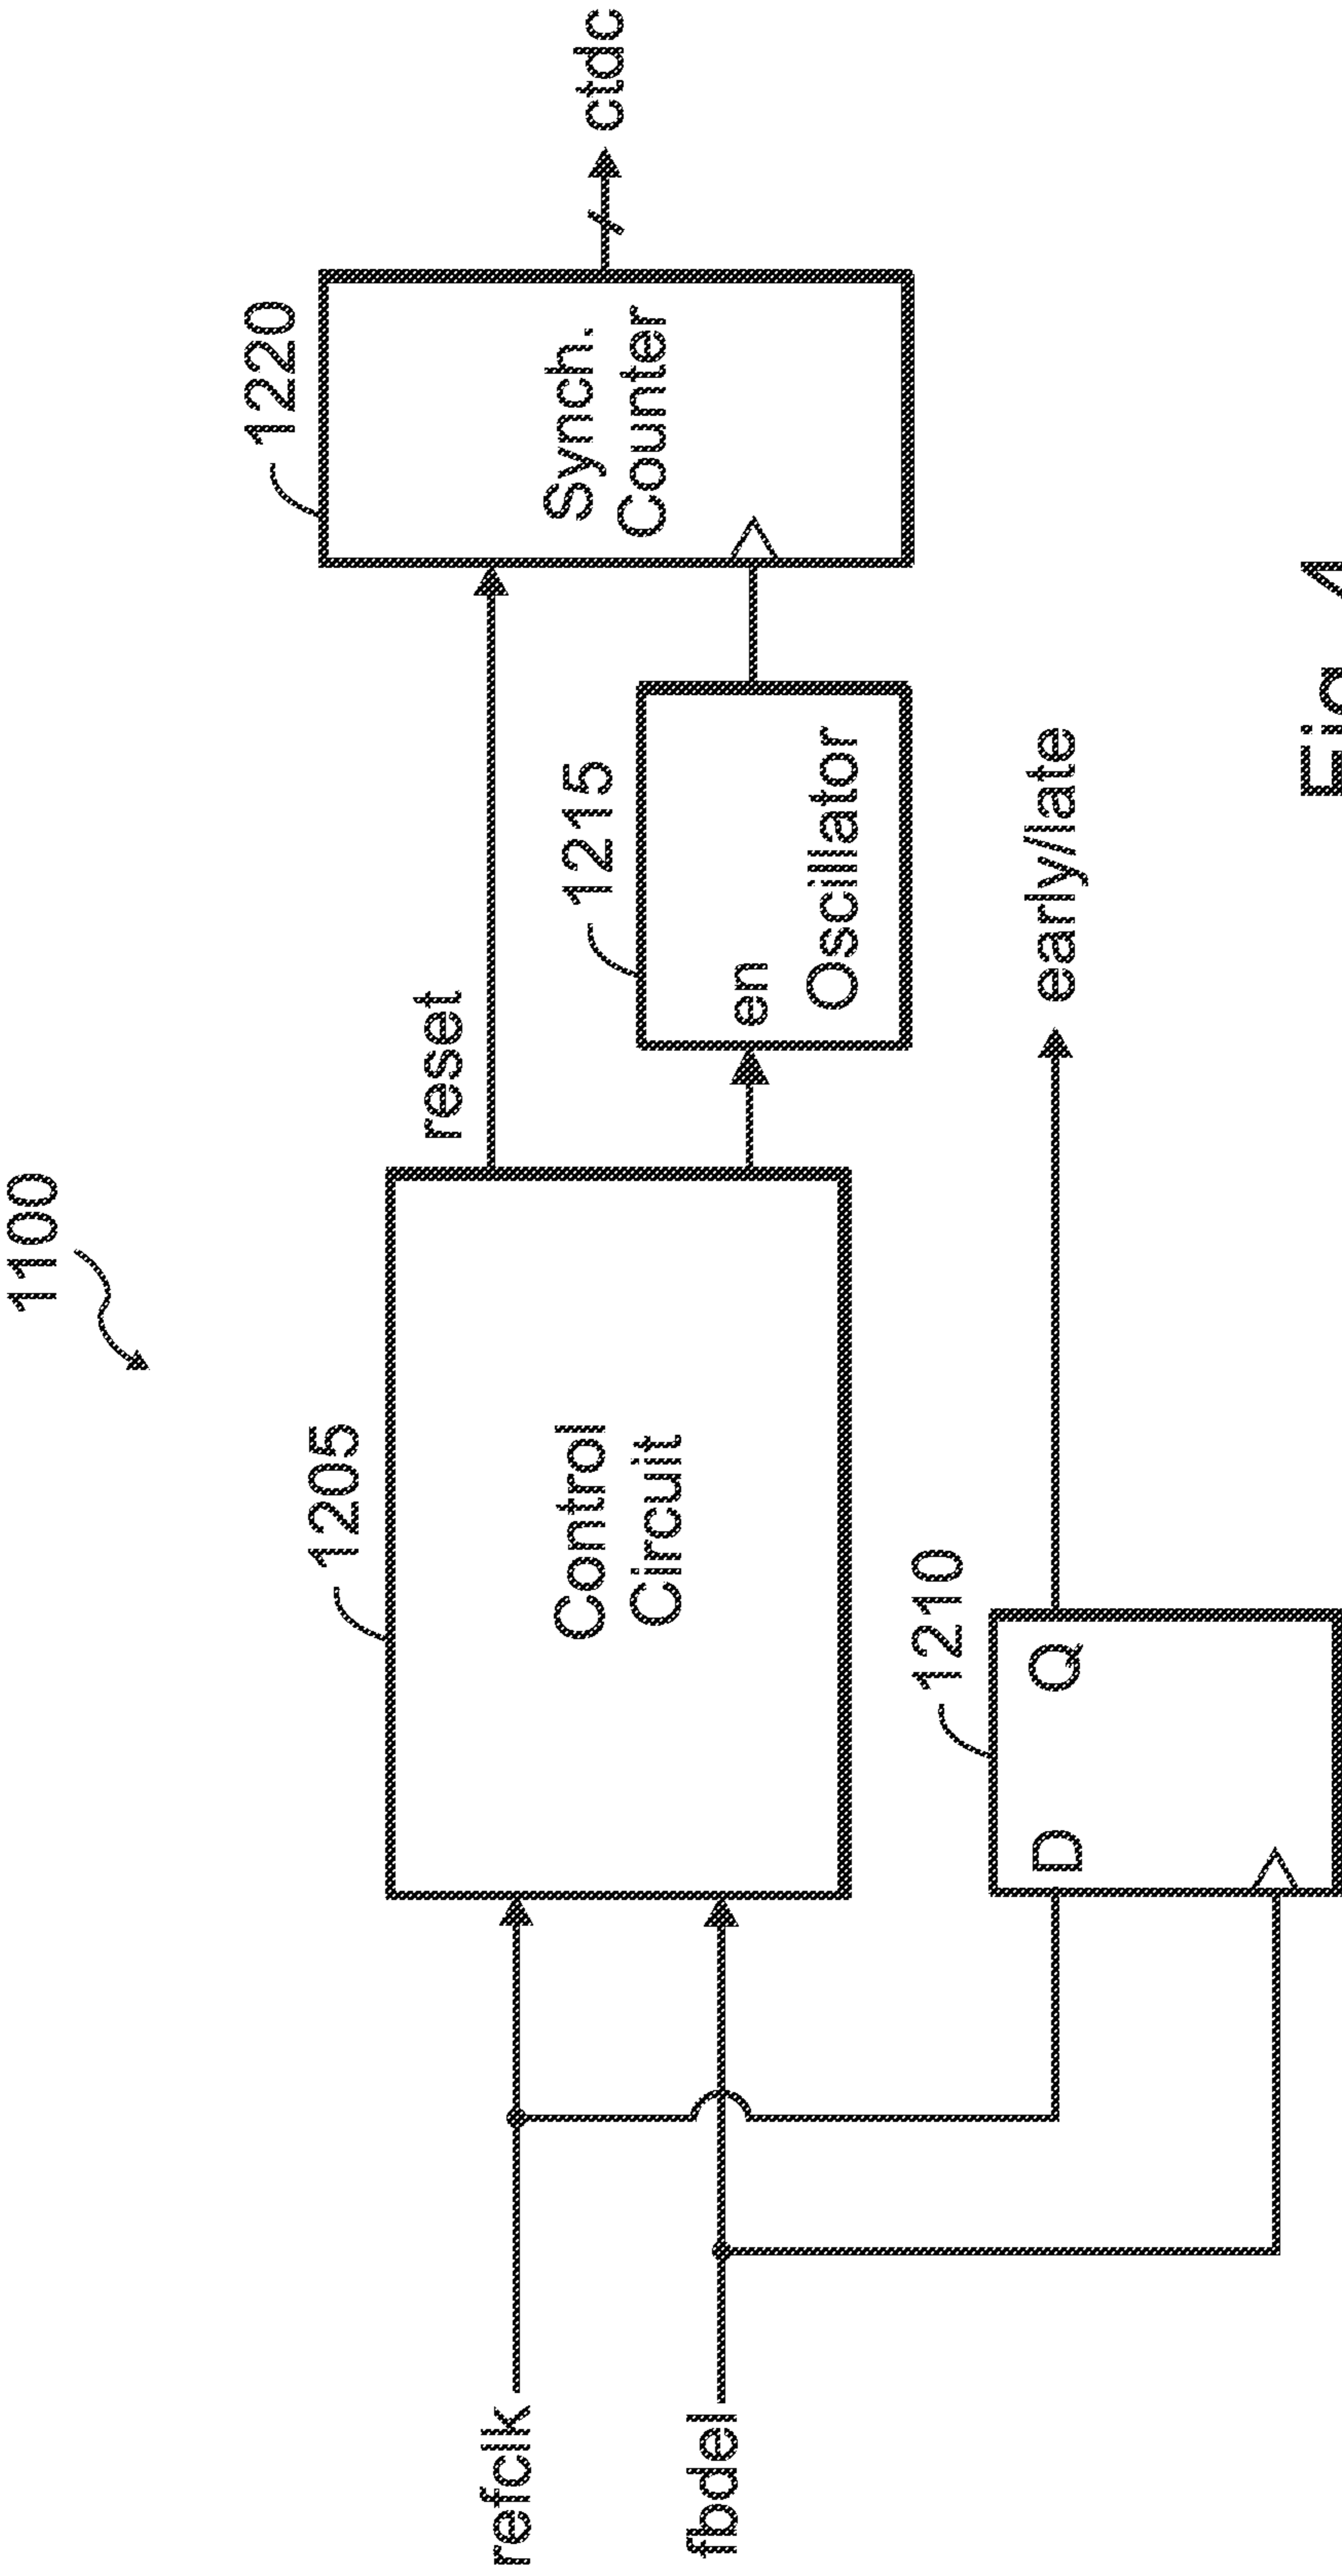 1100
1205
Control
Circuit
reset
1215
en
Oscillator
1220
Synch.
Counter
ctdc
refclk
fbdel
1210
D
Q
early/late